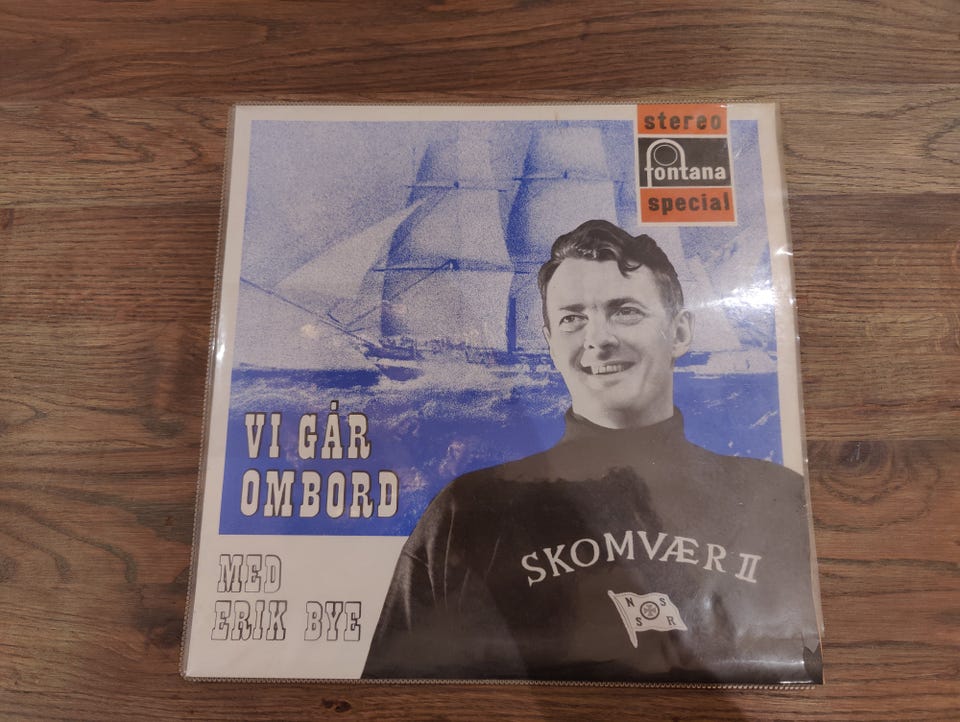 stereo
fontana
special
VI GÅR
OMBORD
MED
ERIK BYE
SKOMVÆR II
N S
S R